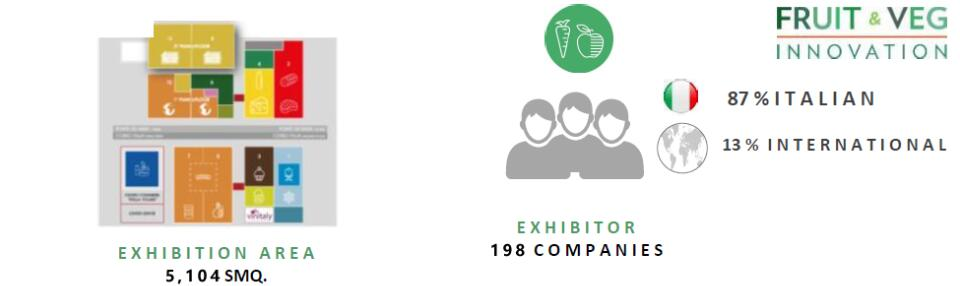 FRUIT & VEG
INNOVATION
87% ITALIAN
13% INTERNATIONAL
vinitaly
EXHIBITOR
198 COMPANIES
EXHIBITION AREA
5,104 SMQ.